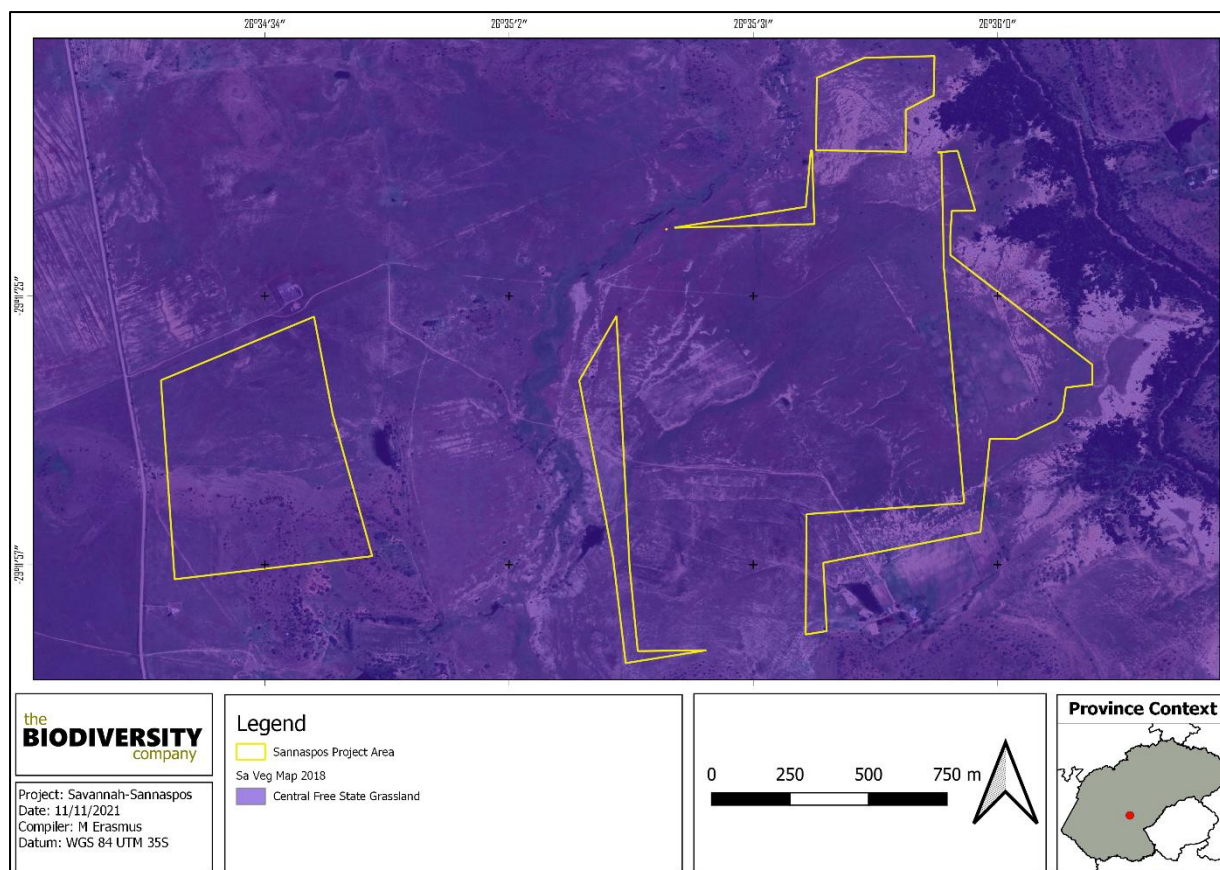 26°34′34″ 26°35′2″ 26°35′31″ 26°36′0″
-29°11′25″
-29°11′57″
the
BIODIVERSITY
company
Project: Savannah-Sannaspos
Date: 11/11/2021
Compiler: M Erasmus
Datum: WGS 84 UTM 35S
Legend
Sannaspos Project Area
Sa Veg Map 2018
Central Free State Grassland
0 250 500 750 m
Province Context